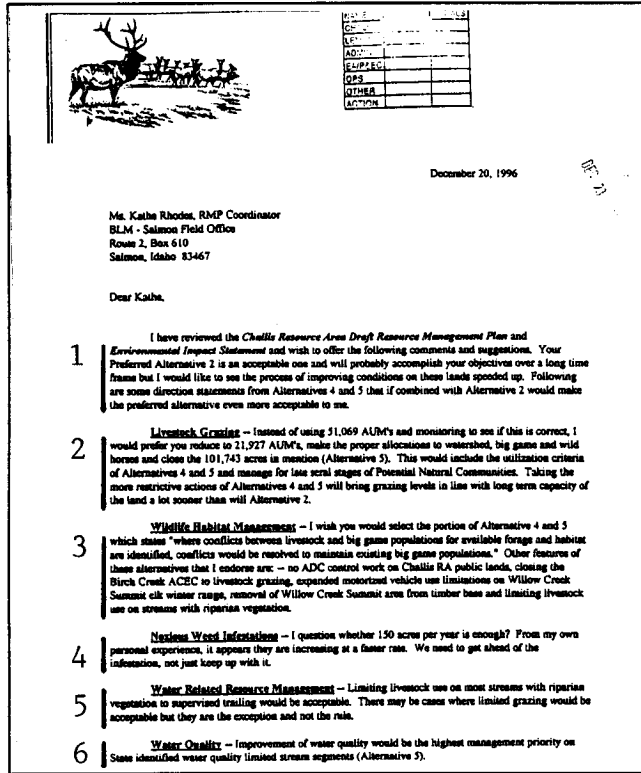 OPS
OTHER
ACTION
December 20, 1996
DEC 23
Ms. Kathe Rhodes, RMP Coordinator
BLM - Salmon Field Office
Route 2, Box 610
Salmon, Idaho 83467
Dear Kathe,
1 I have reviewed the Challis Resource Area Draft Resource Management Plan and
Environmental Impact Statement and wish to offer the following comments and suggestions. Your
Preferred Alternative 2 is an acceptable one and will probably accomplish your objectives over a long time
frame but I would like to see the process of improving conditions on these lands speeded up. Following
are some direction statements from Alternatives 4 and 5 that if combined with Alternative 2 would make
the preferred alternative even more acceptable to me.
2 Livestock Grazing -- Instead of using 51,069 AUM's and monitoring to see if this is correct, I
would prefer you reduce to 21,927 AUM's, make the proper allocations to watershed, big game and wild
horses and close the 101,743 acres in mention (Alternative 5). This would include the utilization criteria
of Alternatives 4 and 5 and manage for late seral stages of Potential Natural Communities. Taking the
more restrictive actions of Alternatives 4 and 5 will bring grazing levels in line with long term capacity of
the land a lot sooner than will Alternative 2.
3 Wildlife Habitat Management -- I wish you would select the portion of Alternative 4 and 5
which states "where conflicts between livestock and big game populations for available forage and habitat
are identified, conflicts would be resolved to maintain existing big game populations." Other features of
these alternatives that I endorse are: -- no ADC control work on Challis RA public lands, closing the
Birch Creek ACEC to livestock grazing, expanded motorized vehicle use limitations on Willow Creek
Summit elk winter range, removal of Willow Creek Summit area from timber base and limiting livestock
use on streams with riparian vegetation.
4 Noxious Weed Infestations -- I question whether 150 acres per year is enough? From my own
personal experience, it appears they are increasing at a faster rate. We need to get ahead of the
infestation, not just keep up with it.
5 Water Related Resource Management -- Limiting livestock use on most streams with riparian
vegetation to supervised trailing would be acceptable. There may be cases where limited grazing would be
acceptable but they are the exception and not the rule.
6 Water Quality -- Improvement of water quality would be the highest management priority on
State identified water quality limited stream segments (Alternative 5).